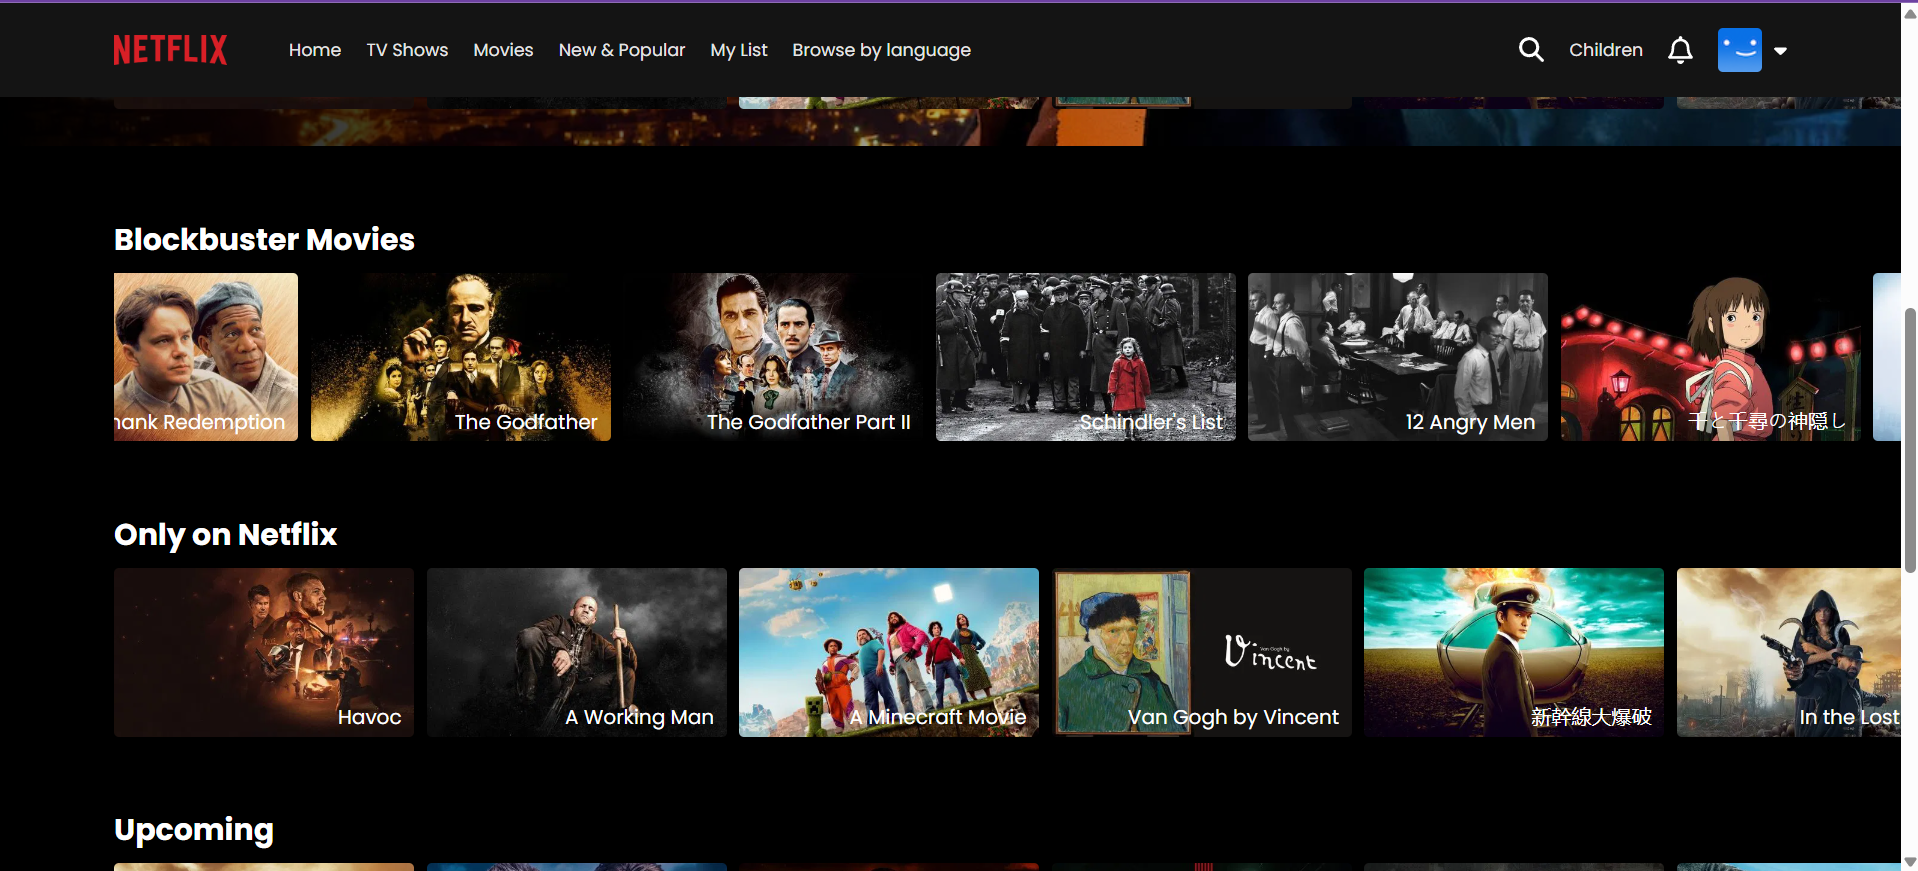 NETFLIX
Home TV Shows Movies New & Popular My List Browse by language
Children
Blockbuster Movies
Redemption
The Godfather
The Godfather Part II
Schindler's List
12 Angry Men
千と千尋の神隠し
Only on Netflix
Havoc
A Working Man
A Minecraft Movie
Van Gogh by
Vincent
Van Gogh by Vincent
新幹線大爆破
In the Lost
Upcoming